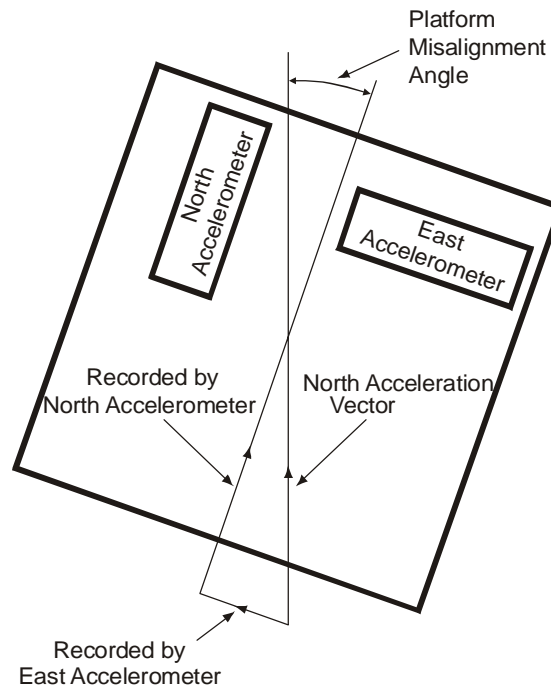 Platform
Misalignment
Angle
North
Accelerometer
East
Accelerometer
Recorded by
North Accelerometer
North Acceleration
Vector
Recorded by
East Accelerometer